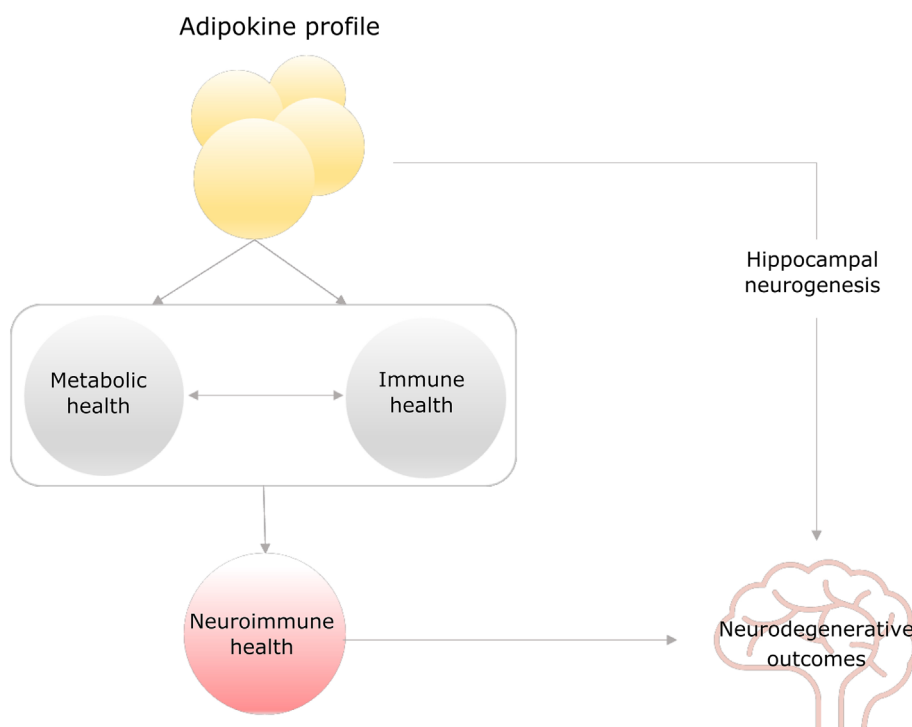 Adipokine profile
Hippocampal
neurogenesis
Metabolic
health
Immune
health
Neuroimmune
health
Neurodegenerative
outcomes